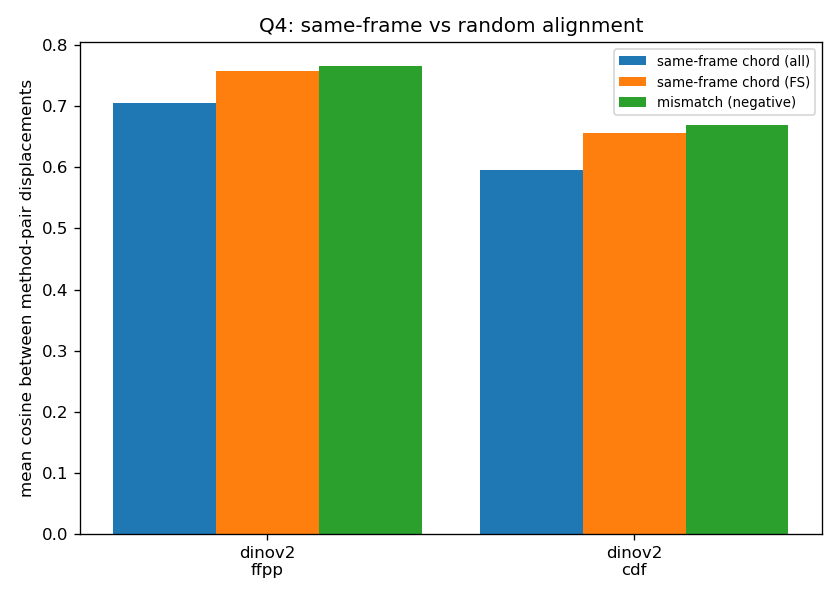 Q4: same-frame vs random alignment
mean cosine between method-pair displacements
0.8
0.7
0.6
0.5
0.4
0.3
0.2
0.1
0.0
same-frame chord (all)
same-frame chord (FS)
mismatch (negative)
dinov2
ffpp
dinov2
cdf